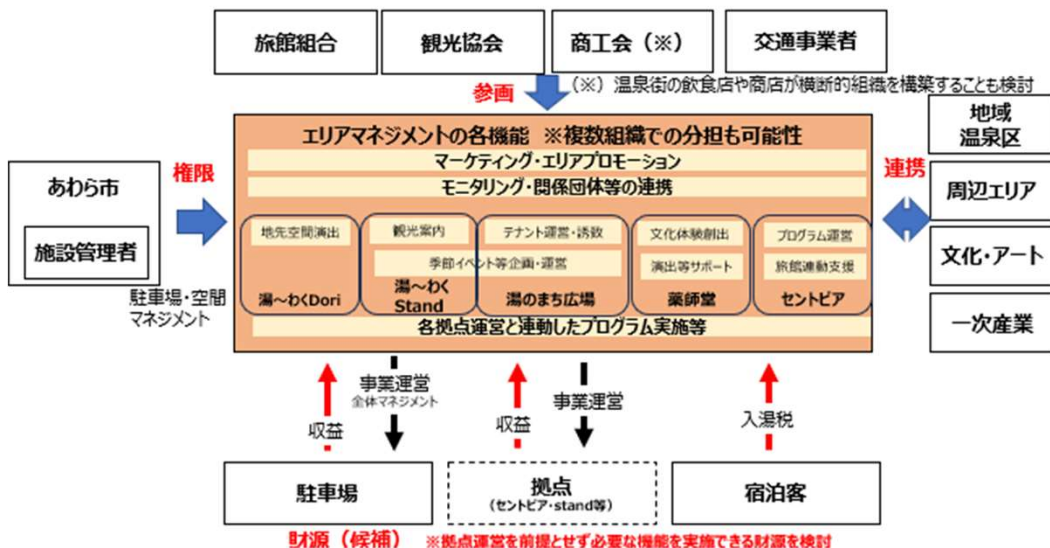 旅館組合
観光協会
商工会（※）
交通事業者
参画
（※）温泉街の飲食店や商店が横断的組織を構築することも検討
エリアマネジメントの各機能 ※複数組織での分担も可能性
マーケティング・エリアプロモーション
モニタリング・関係団体等の連携
あわら市
施設管理者
権限
駐車場・空間
マネジメント
地先空間演出
湯～わくDori
観光案内
季節イベント等企画・運営
湯～わく
Stand
テナント運営・誘致
湯のまち広場
文化体験創出
演出等サポート
薬師堂
プログラム運営
旅館連動支援
セントピア
各拠点運営と連動したプログラム実施等
連携
地域
温泉区
周辺エリア
文化・アート
一次産業
収益
事業運営
全体マネジメント
収益
事業運営
入湯税
駐車場
拠点
（セントピア・stand等）
宿泊客
財源（候補）
※拠点運営を前提とせず必要な機能を実施できる財源を検討